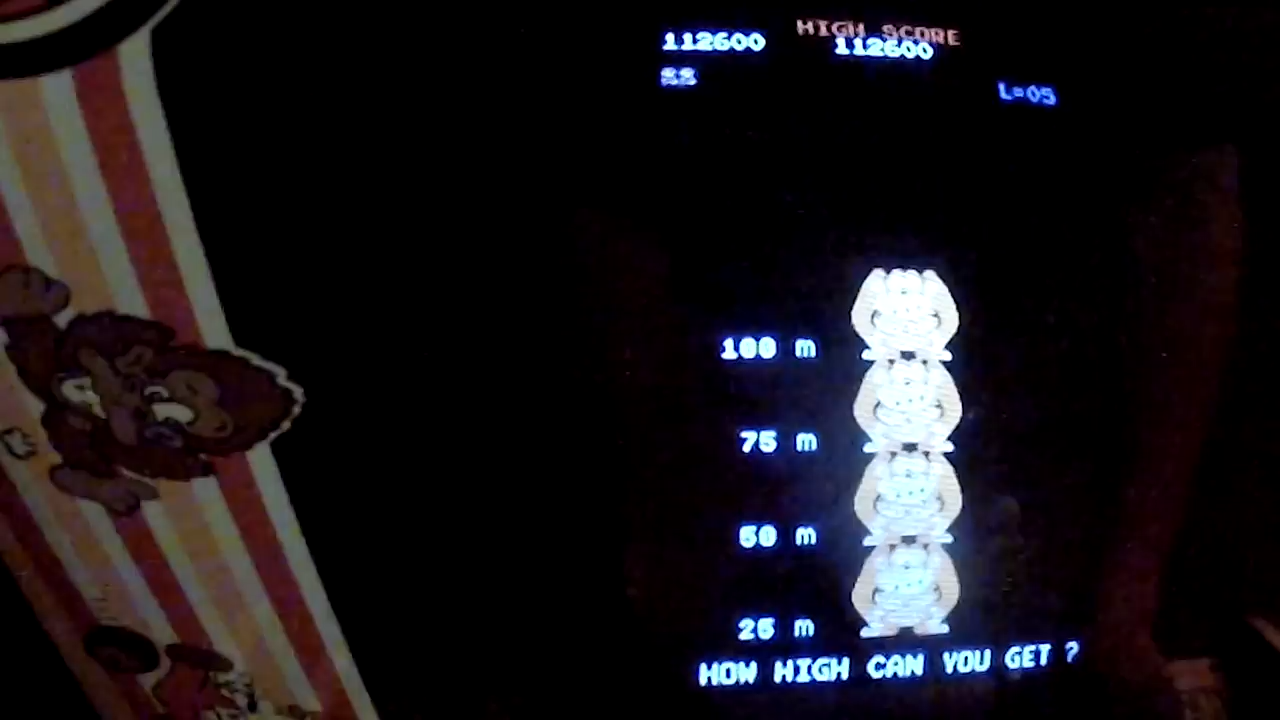 HIGH SCORE
112600 112600
L=05
100 m
75 m
50 m
25 m
HOW HIGH CAN YOU GET ?